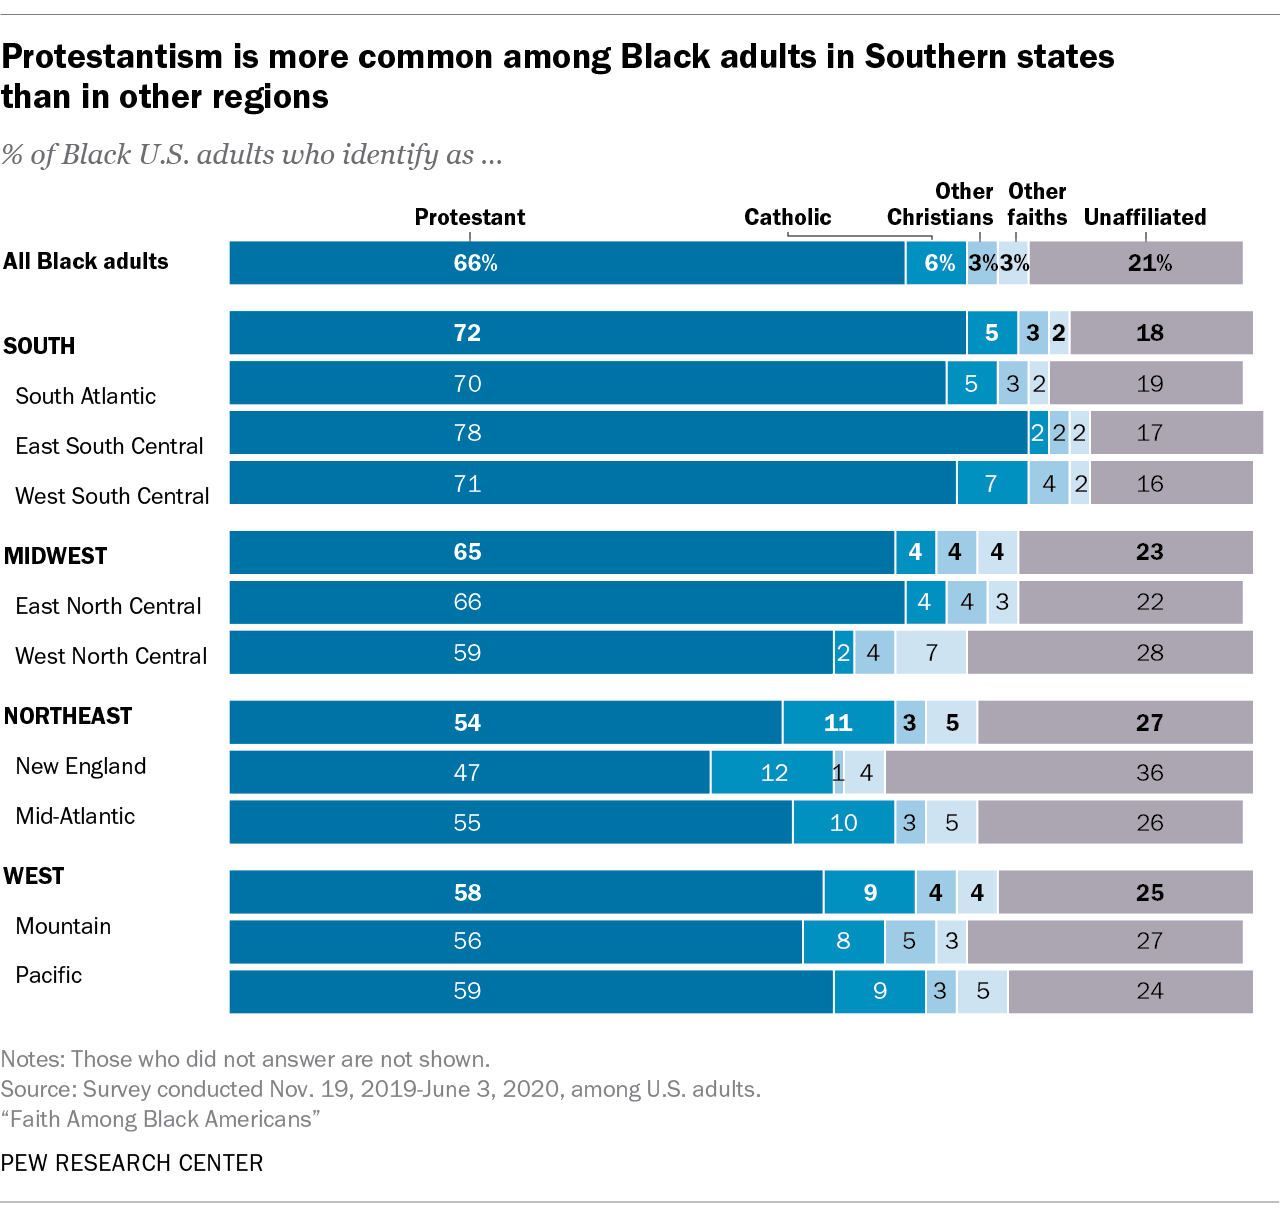 Protestantism is more common among Black adults in Southern states
than in other regions
% of Black U.S. adults who identify as ...
Other Other
Protestant Catholic Christians faiths Unaffiliated
All Black adults 66% 6% 3% 3% 21%
SOUTH 72 5 3 2 18
South Atlantic 70 5 3 2 19
East South Central 78 2 2 2 17
West South Central 71 7 4 2 16
MIDWEST 65 4 4 4 23
East North Central 66 4 4 3 22
West North Central 59 2 4 7 28
NORTHEAST 54 11 3 5 27
New England 47 12 1 4 36
Mid-Atlantic 55 10 3 5 26
WEST 58 9 4 4 25
Mountain 56 8 5 3 27
Pacific 59 9 3 5 24
Notes: Those who did not answer are not shown.
Source: Survey conducted Nov. 19, 2019-June 3, 2020, among U.S. adults.
“Faith Among Black Americans”
PEW RESEARCH CENTER